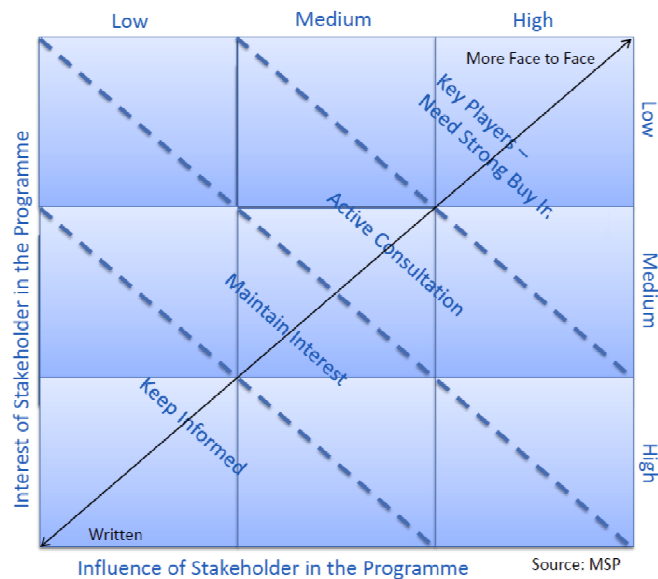 Low
Medium
High
More Face to Face
Key Players –
Need Strong Buy Ir,
Low
Active Consultation
Medium
Maintain Interest
Keep Informed
High
Interest of Stakeholder in the Programme
Written
Influence of Stakeholder in the Programme
Source: MSP